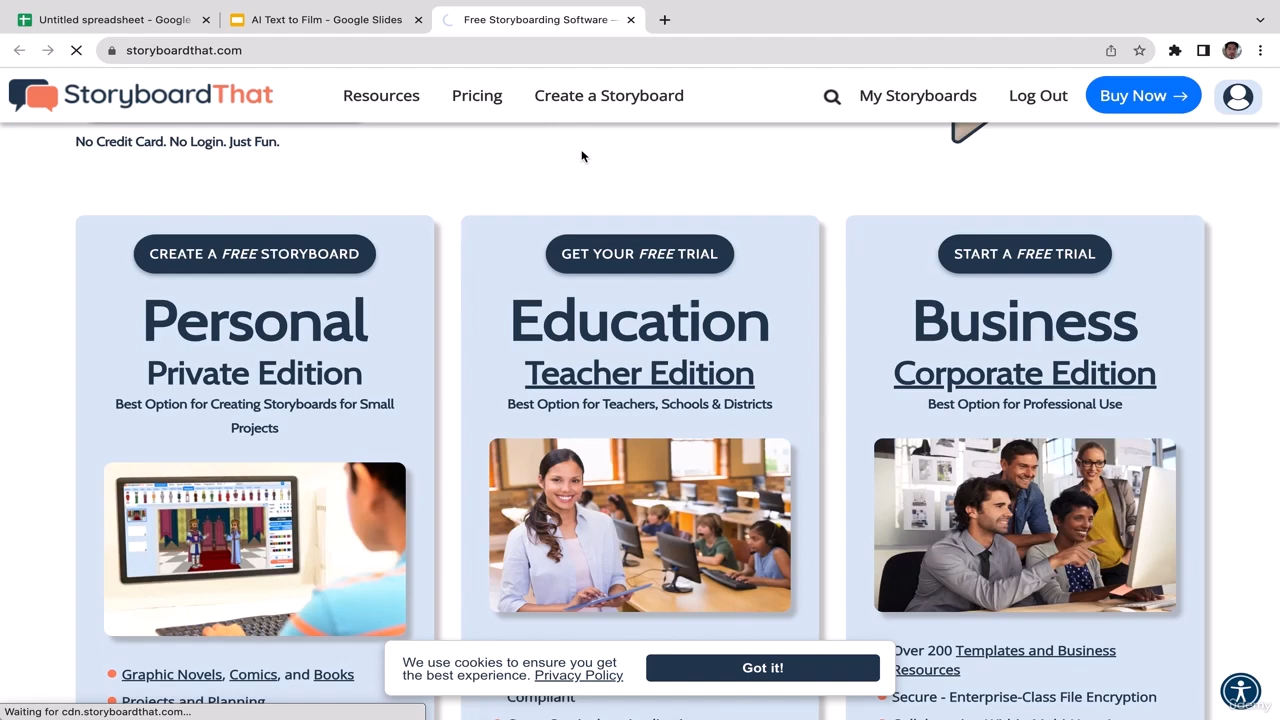 Untitled spreadsheet - Google
AI Text to Film - Google Slides
Free Storyboarding Software —
storyboardthat.com
StoryboardThat
Resources
Pricing
Create a Storyboard
My Storyboards
Log Out
Buy Now →
No Credit Card. No Login. Just Fun.
CREATE A FREE STORYBOARD
Personal
Private Edition
Best Option for Creating Storyboards for Small
Projects
Graphic Novels, Comics, and Books
Projects and Planning
GET YOUR FREE TRIAL
Education
Teacher Edition
Best Option for Teachers, Schools & Districts
Compliant
START A FREE TRIAL
Business
Corporate Edition
Best Option for Professional Use
Over 200 Templates and Business
Resources
Secure - Enterprise-Class File Encryption
We use cookies to ensure you get
the best experience. Privacy Policy
Got it!
Waiting for cdn.storyboardthat.com...
udemy